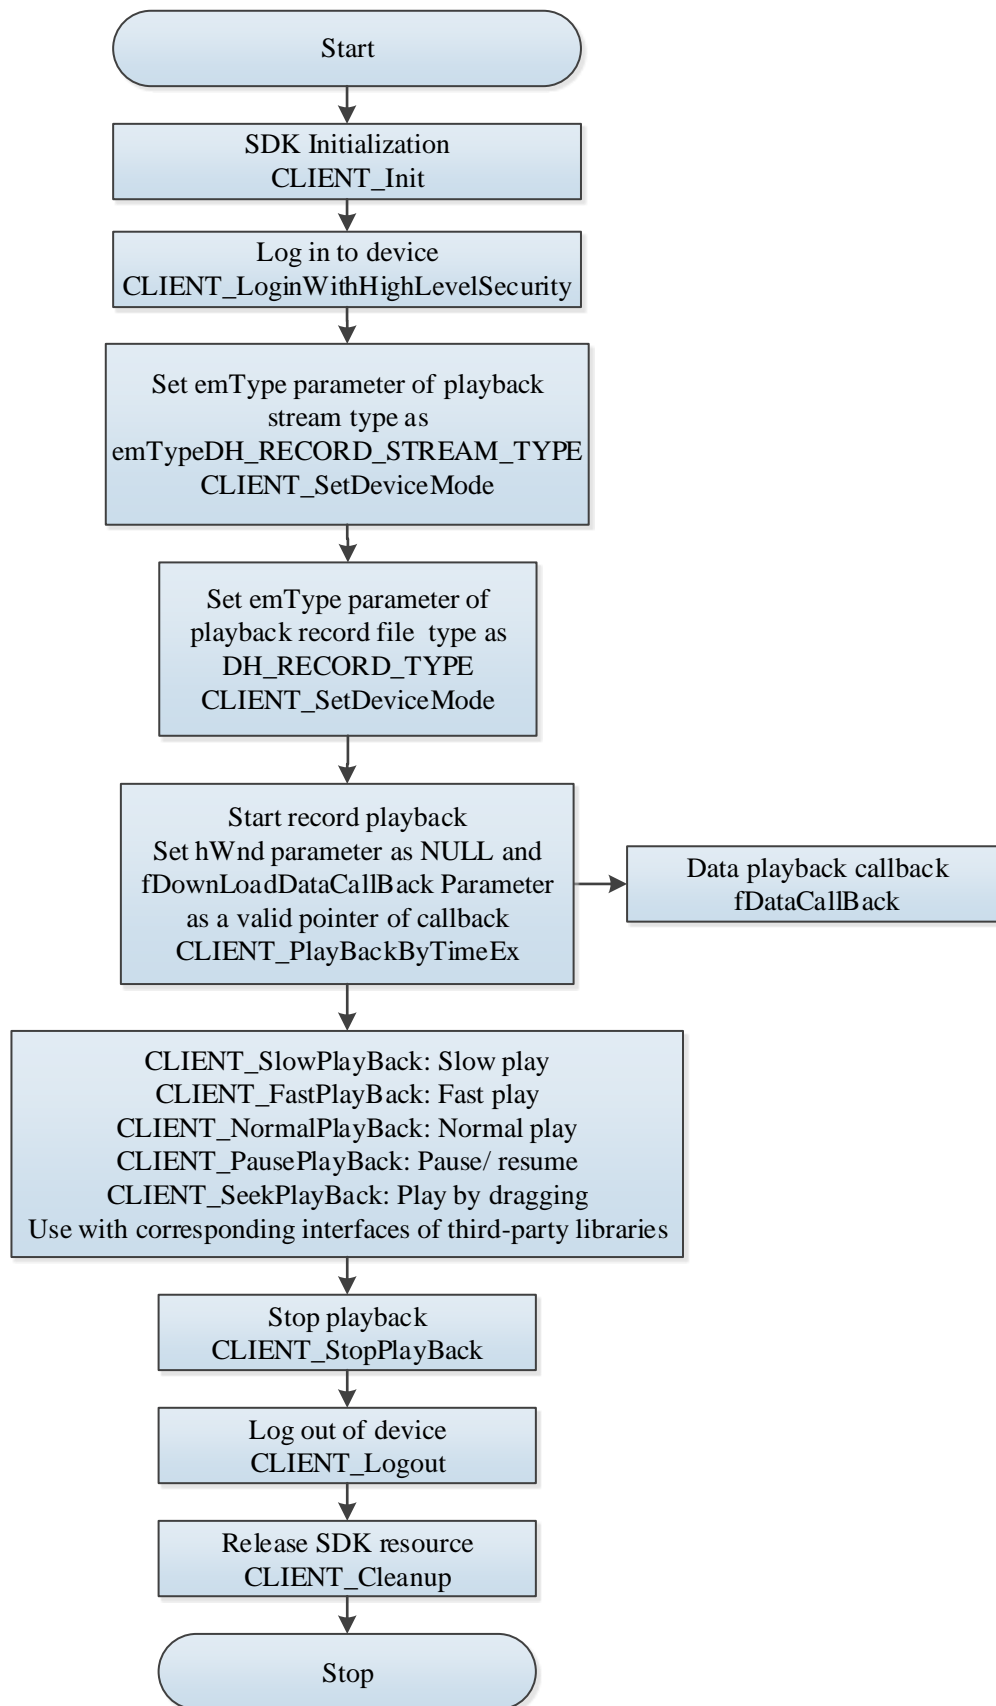 Start
SDK Initialization
CLIENT_Init
Log in to device
CLIENT_LoginWithHighLevelSecurity
Set emType parameter of playback
stream type as
emTypeDH_RECORD_STREAM_TYPE
CLIENT_SetDeviceMode
Set emType parameter of
playback record file type as
DH_RECORD_TYPE
CLIENT_SetDeviceMode
Start record playback
Set hWnd parameter as NULL and
fDownLoadDataCallBack Parameter
as a valid pointer of callback
CLIENT_PlayBackByTimeEx
Data playback callback
fDataCallBack
CLIENT_SlowPlayBack: Slow play
CLIENT_FastPlayBack: Fast play
CLIENT_NormalPlayBack: Normal play
CLIENT_PausePlayBack: Pause/ resume
CLIENT_SeekPlayBack: Play by dragging
Use with corresponding interfaces of third-party libraries
Stop playback
CLIENT_StopPlayBack
Log out of device
CLIENT_Logout
Release SDK resource
CLIENT_Cleanup
Stop